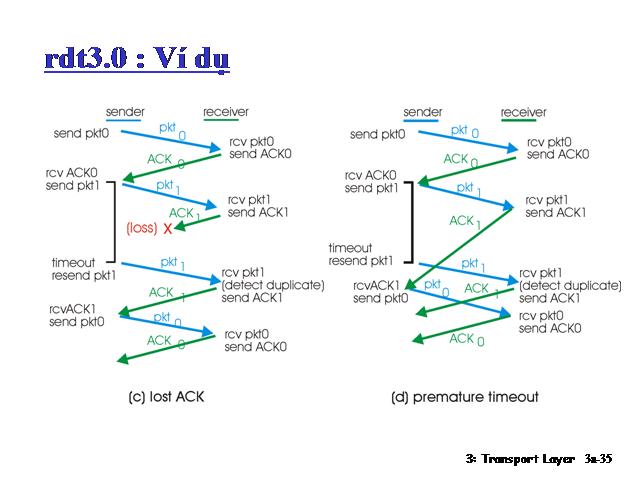 rdt3.0 : Ví dụ
sender receiver
send pkt0
pkt 0
rcv pkt0
send ACK0
ACK 0
rcv ACK0
send pkt1
pkt 1
rcv pkt1
send ACK1
ACK 1
(loss) X
timeout
resend pkt1
pkt 1
rcv pkt1
(detect duplicate)
send ACK1
ACK 1
rcvACK1
send pkt0
pkt 0
rcv pkt0
send ACK0
ACK 0
(c) lost ACK
sender receiver
send pkt0
pkt 0
rcv pkt0
send ACK0
ACK 0
rcv ACK0
send pkt1
pkt 1
rcv pkt1
send ACK1
ACK 1
timeout
resend pkt1
pkt 1
rcv pkt1
(detect duplicate)
send ACK1
rcvACK1
send pkt0
pkt 0
ACK 1
rcv pkt0
send ACK0
ACK 0
(d) premature timeout
3: Transport Layer 3a-35